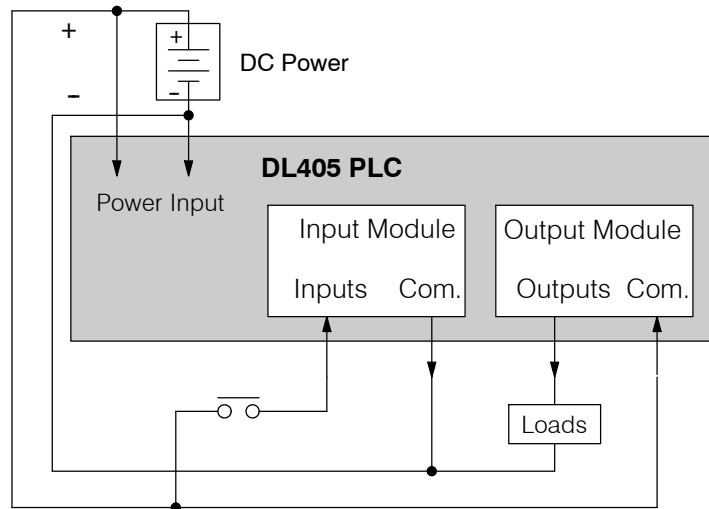 +
+
DC Power
-
-
DL405 PLC
Power Input
Input Module
Output Module
Inputs Com.
Outputs Com.
Loads